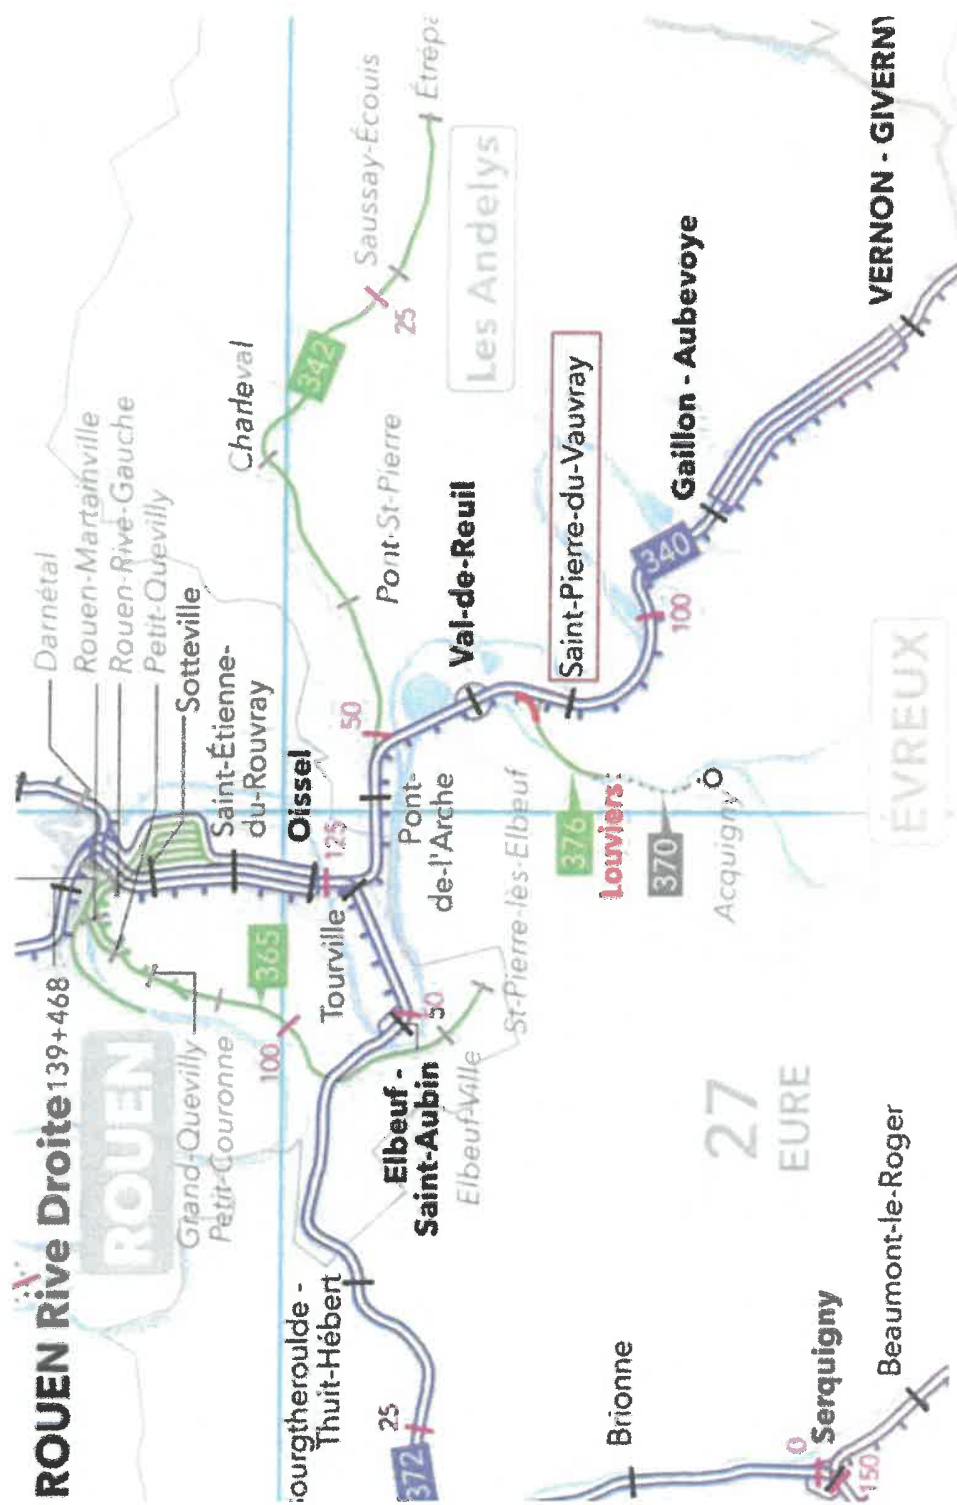 ROUEN Rive Droite 139+468
ROUEN
Darnétal
Rouen-Martainville
Rouen-Rive-Gauche
Petit-Quevilly
Sotteville
Saint-Étienne-
du-Rouvray
Oissel
125
Grand-Quevilly
Petit-Couronne
365
100
Tourville
Charleval
342
Saussay-Écouis
25
Étrépa
Les Andelys
Pont-St-Pierre
50
Pont-
de-l'Arche
Val-de-Reuil
Saint-Pierre-du-Vauvray
Gaillon - Aubevoye
VERNON - GIVERNY
340
100
Elbeuf -
Saint-Aubin
50
Elbeuf-Ville
St-Pierre-lès-Elbeuf
376
Louviers
370
Acquigny
ÉVREUX
27
EURE
ourgtheroulde -
Thuit-Hébert
25
372
Brionne
0
Serquigny
150
Beaumont-le-Roger